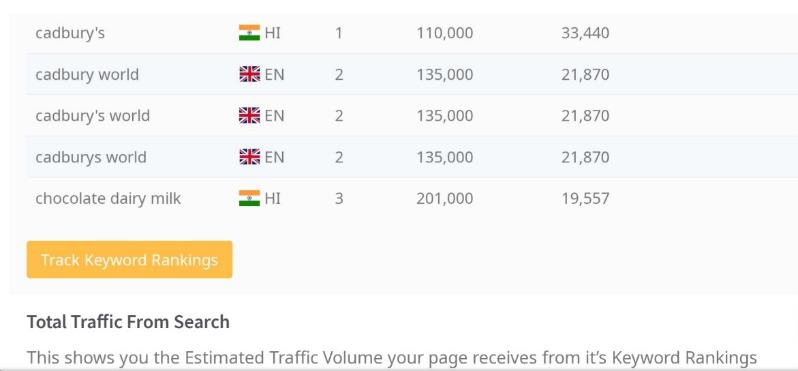 cadbury's HI 1 110,000 33,440
cadbury world EN 2 135,000 21,870
cadbury's world EN 2 135,000 21,870
cadburys world EN 2 135,000 21,870
chocolate dairy milk HI 3 201,000 19,557
Track Keyword Rankings
Total Traffic From Search
This shows you the Estimated Traffic Volume your page receives from it’s Keyword Rankings